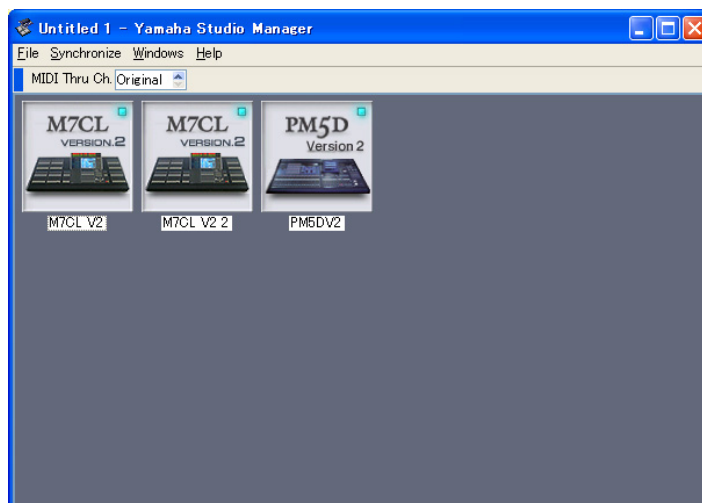 Untitled 1 - Yamaha Studio Manager
File Synchronize Windows Help
MIDI Thru Ch. Original
M7CL
VERSION.2
M7CL
VERSION.2
PM5D
Version 2
M7CL V2
M7CL V2 2
PM5DV2